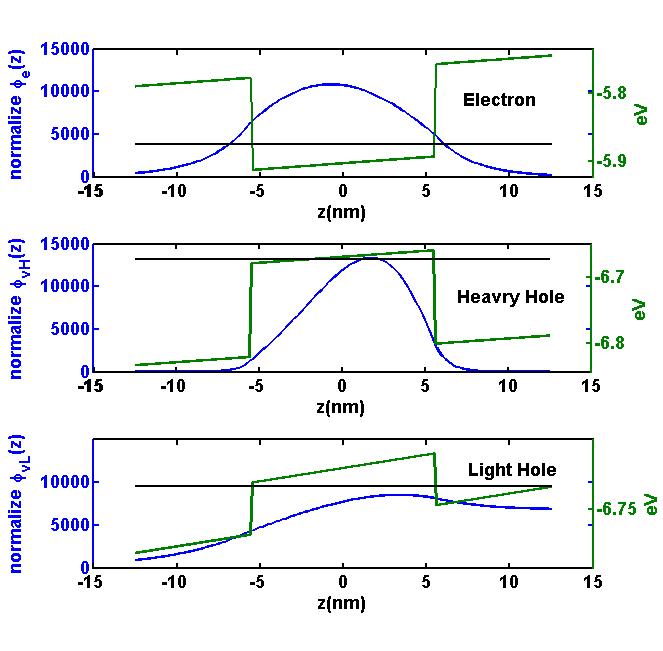 15000
10000
5000
0
normalize ϕe(z)
Electron
-5.8
-5.9
eV
-15 -10 -5 0 5 10 15
z(nm)
15000
10000
5000
0
normalize ϕvH(z)
Heavry Hole
-6.7
-6.8
eV
-15 -10 -5 0 5 10 15
z(nm)
10000
5000
0
normalize ϕvL(z)
Light Hole
-6.75
eV
-15 -10 -5 0 5 10 15
z(nm)